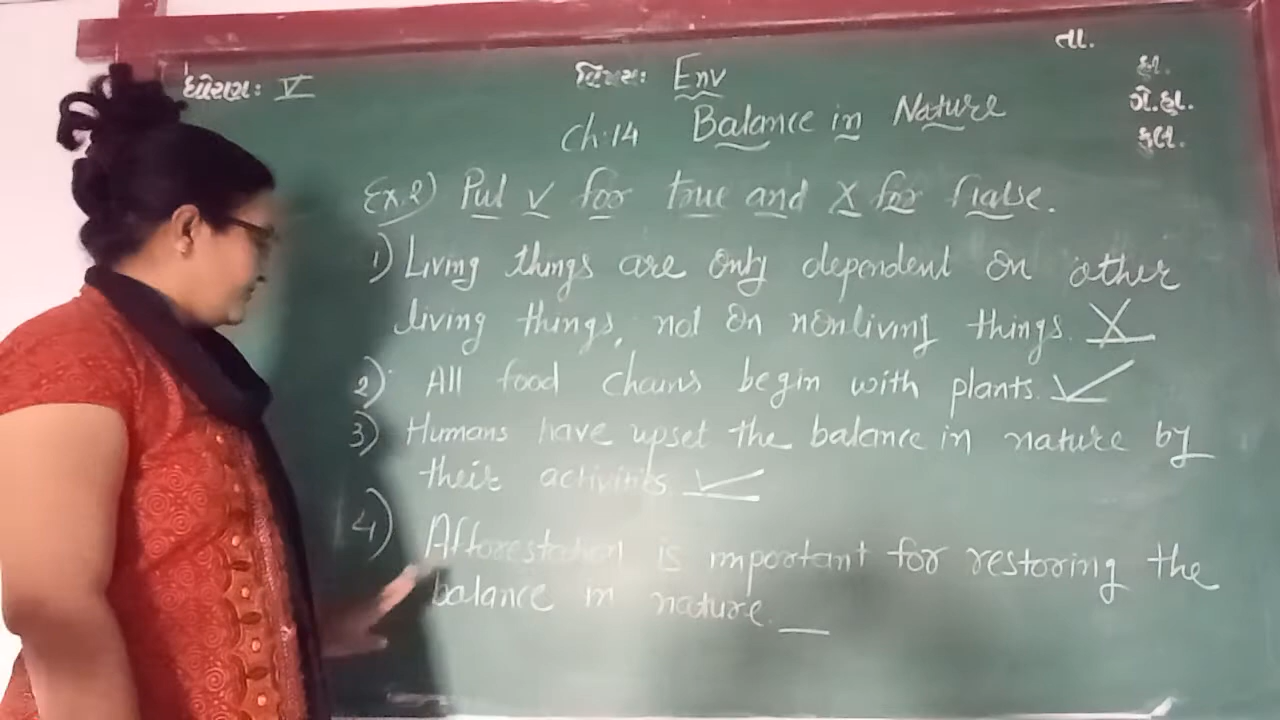 ધોરણ: V
વિષય: Env
તા.
હા.
ગે.હા.
કુલ.
Ch.14 Balance in Nature
Ex.2) Put ✓ for true and X for flalse.
1) Living things are only dependent on other
living things, not on nonliving things. X
2) All food chains begin with plants. ✓
3) Humans have upset the balance in nature by
their activities ✓
4) Afforestation is important for restoring the
balance in nature. __